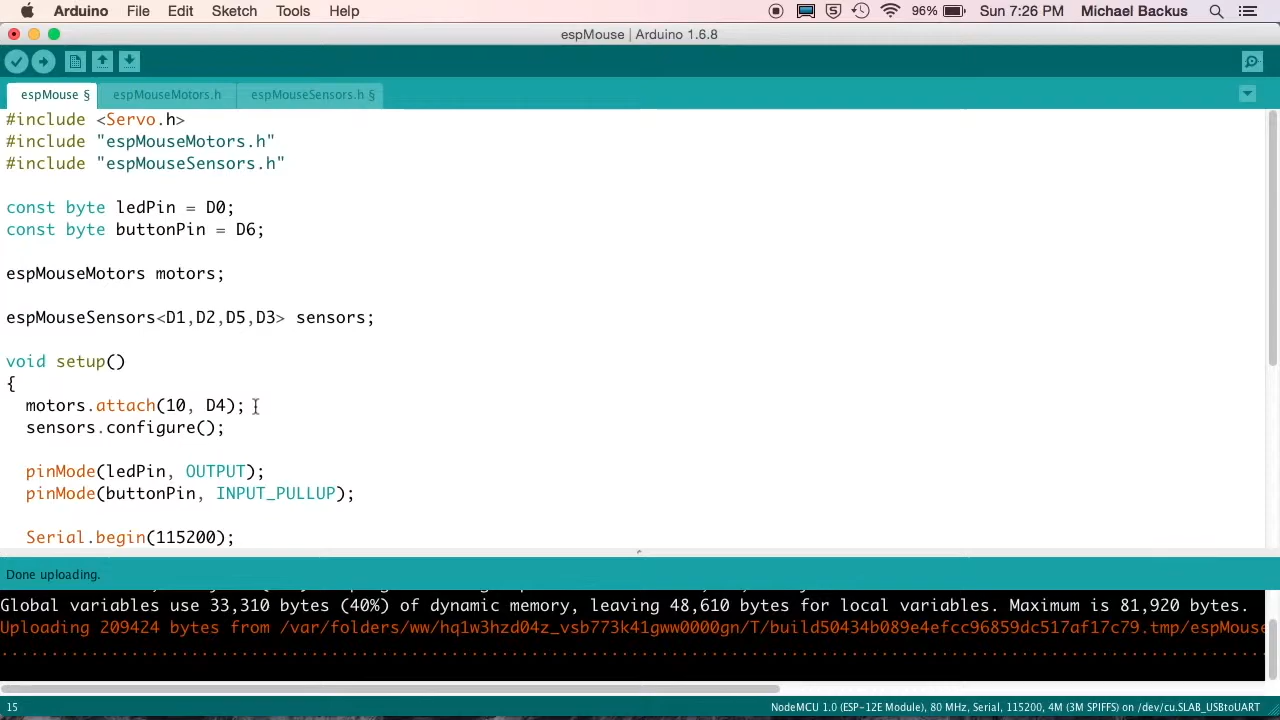 Arduino File Edit Sketch Tools Help 96% Sun 7:26 PM Michael Backus
espMouse | Arduino 1.6.8
espMouse § espMouseMotors.h espMouseSensors.h §
#include <Servo.h>
#include "espMouseMotors.h"
#include "espMouseSensors.h"
const byte ledPin = D0;
const byte buttonPin = D6;
espMouseMotors motors;
espMouseSensors<D1,D2,D5,D3> sensors;
void setup()
{
motors.attach(10, D4);
sensors.configure();
pinMode(ledPin, OUTPUT);
pinMode(buttonPin, INPUT_PULLUP);
Serial.begin(115200);
Done uploading.
Global variables use 33,310 bytes (40%) of dynamic memory, leaving 48,610 bytes for local variables. Maximum is 81,920 bytes.
Uploading 209424 bytes from /var/folders/ww/hq1w3hzd04z_vsb773k41gww0000gn/T/build50434b089e4efcc96859dc517af17c79.tmp/espMouse
15 NodeMCU 1.0 (ESP-12E Module), 80 MHz, Serial, 115200, 4M (3M SPIFFS) on /dev/cu.SLAB_USBtoUART